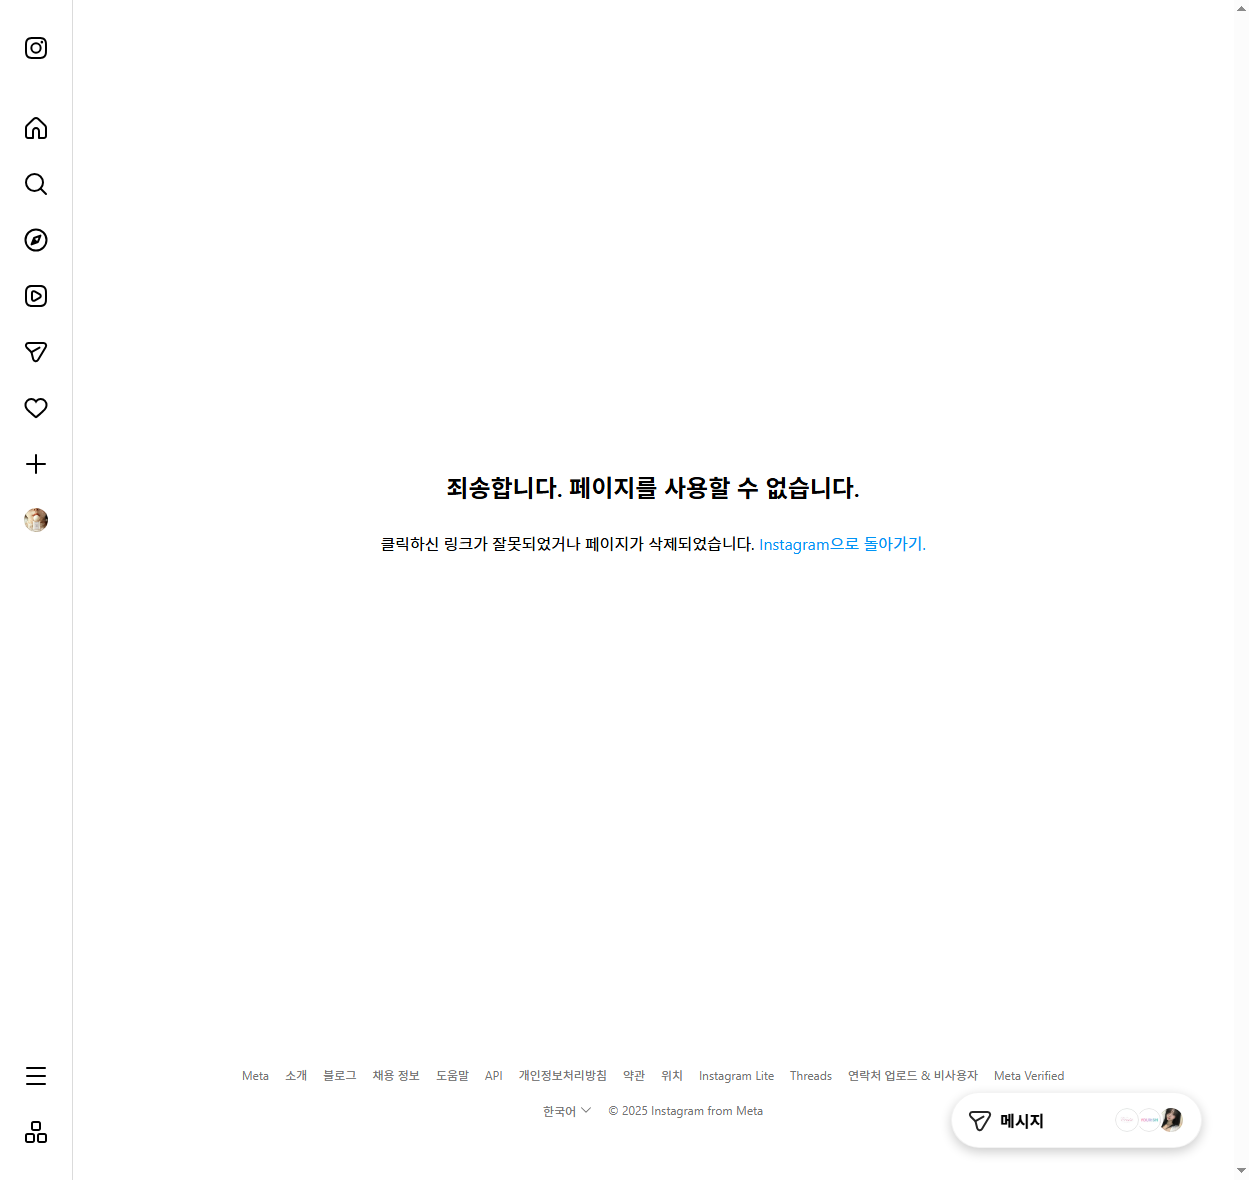 죄송합니다. 페이지를 사용할 수 없습니다.
클릭하신 링크가 잘못되었거나 페이지가 삭제되었습니다. Instagram으로 돌아가기.
Meta 소개 블로그 채용 정보 도움말 API 개인정보처리방침 약관 위치 Instagram Lite Threads 연락처 업로드 & 비사용자 Meta Verified
한국어 © 2025 Instagram from Meta
메시지